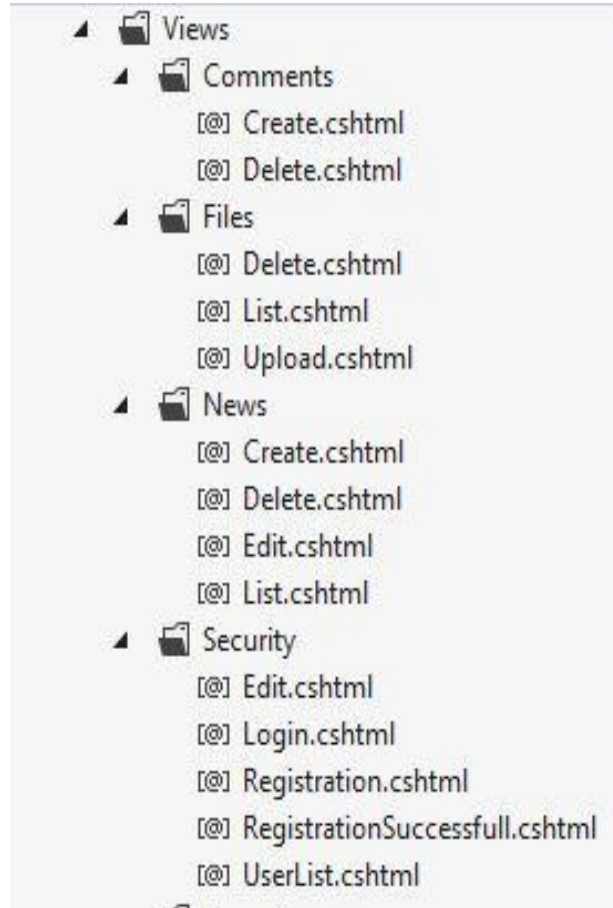 Views
Comments
[@] Create.cshtml
[@] Delete.cshtml
Files
[@] Delete.cshtml
[@] List.cshtml
[@] Upload.cshtml
News
[@] Create.cshtml
[@] Delete.cshtml
[@] Edit.cshtml
[@] List.cshtml
Security
[@] Edit.cshtml
[@] Login.cshtml
[@] Registration.cshtml
[@] RegistrationSuccessfull.cshtml
[@] UserList.cshtml